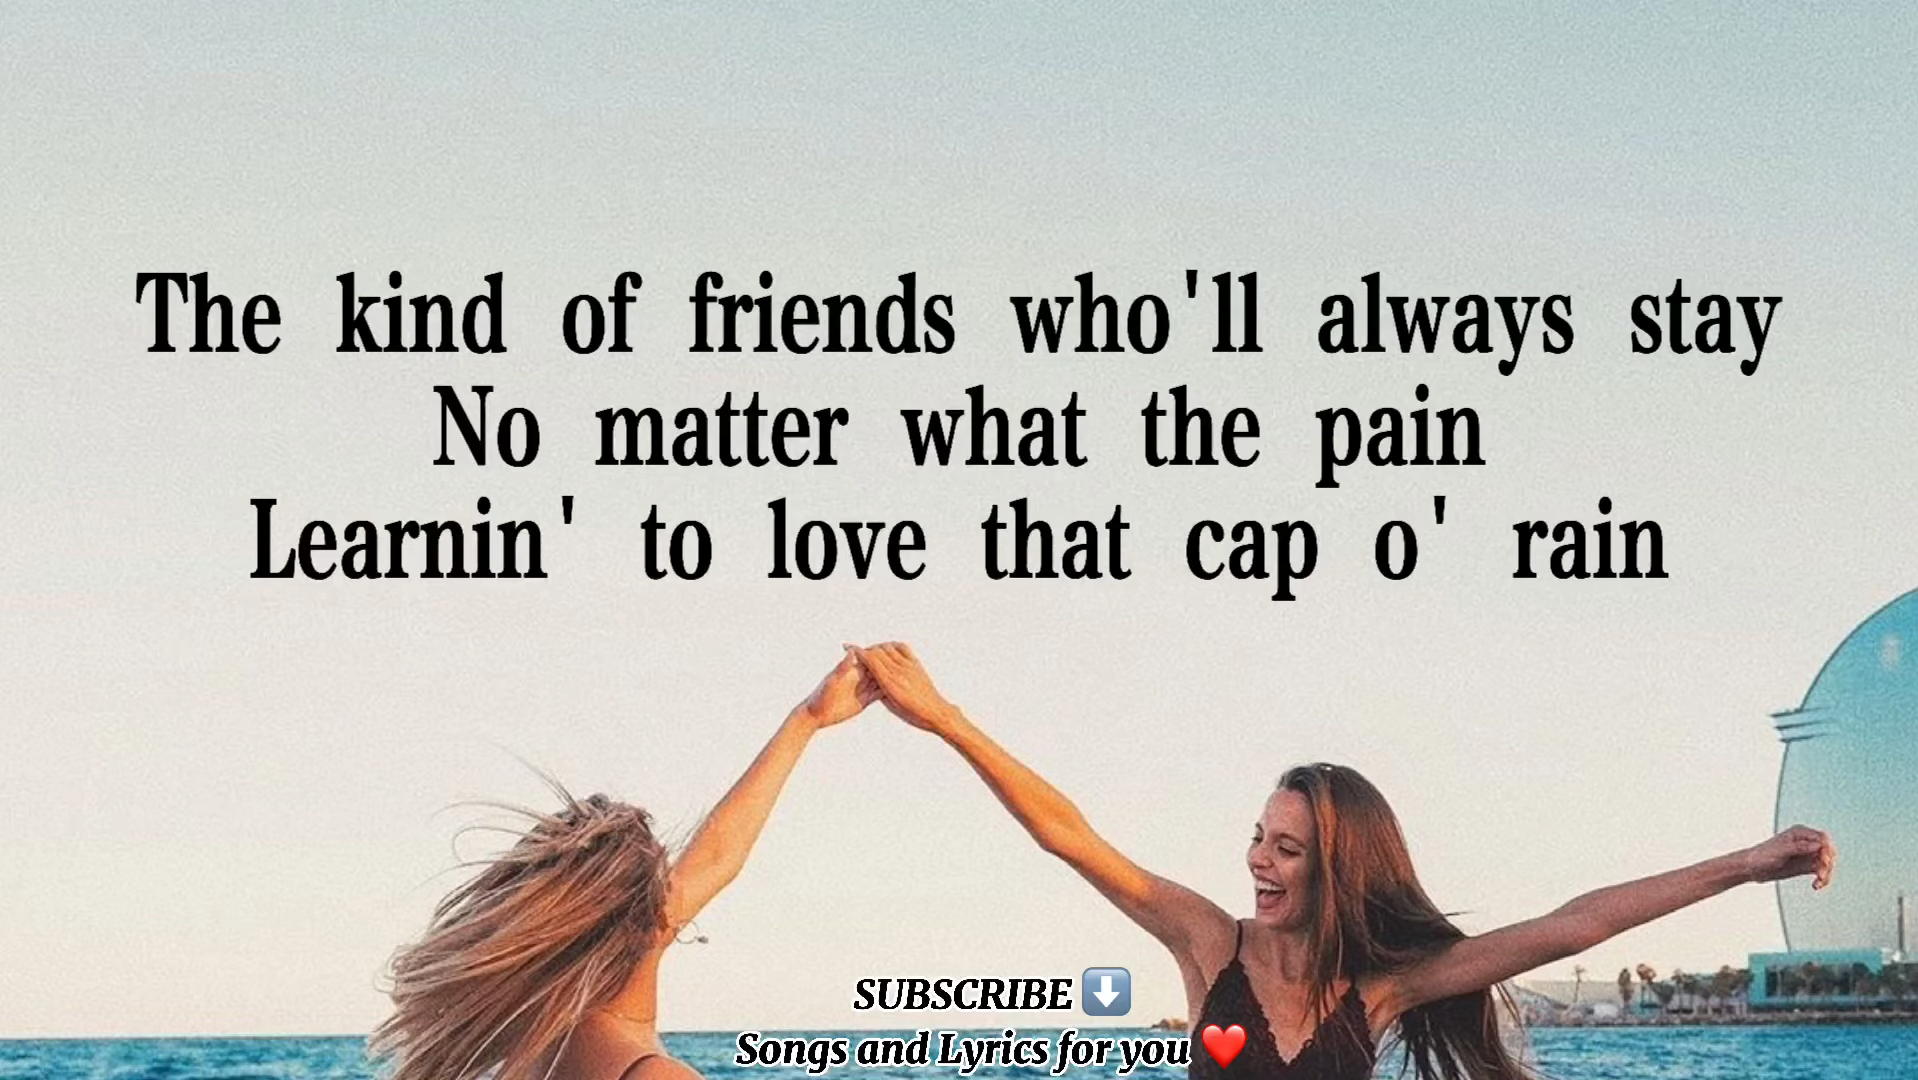 The kind of friends who'll always stay
No matter what the pain
Learnin' to love that cap o' rain
SUBSCRIBE ⬇️
Songs and Lyrics for you ❤️